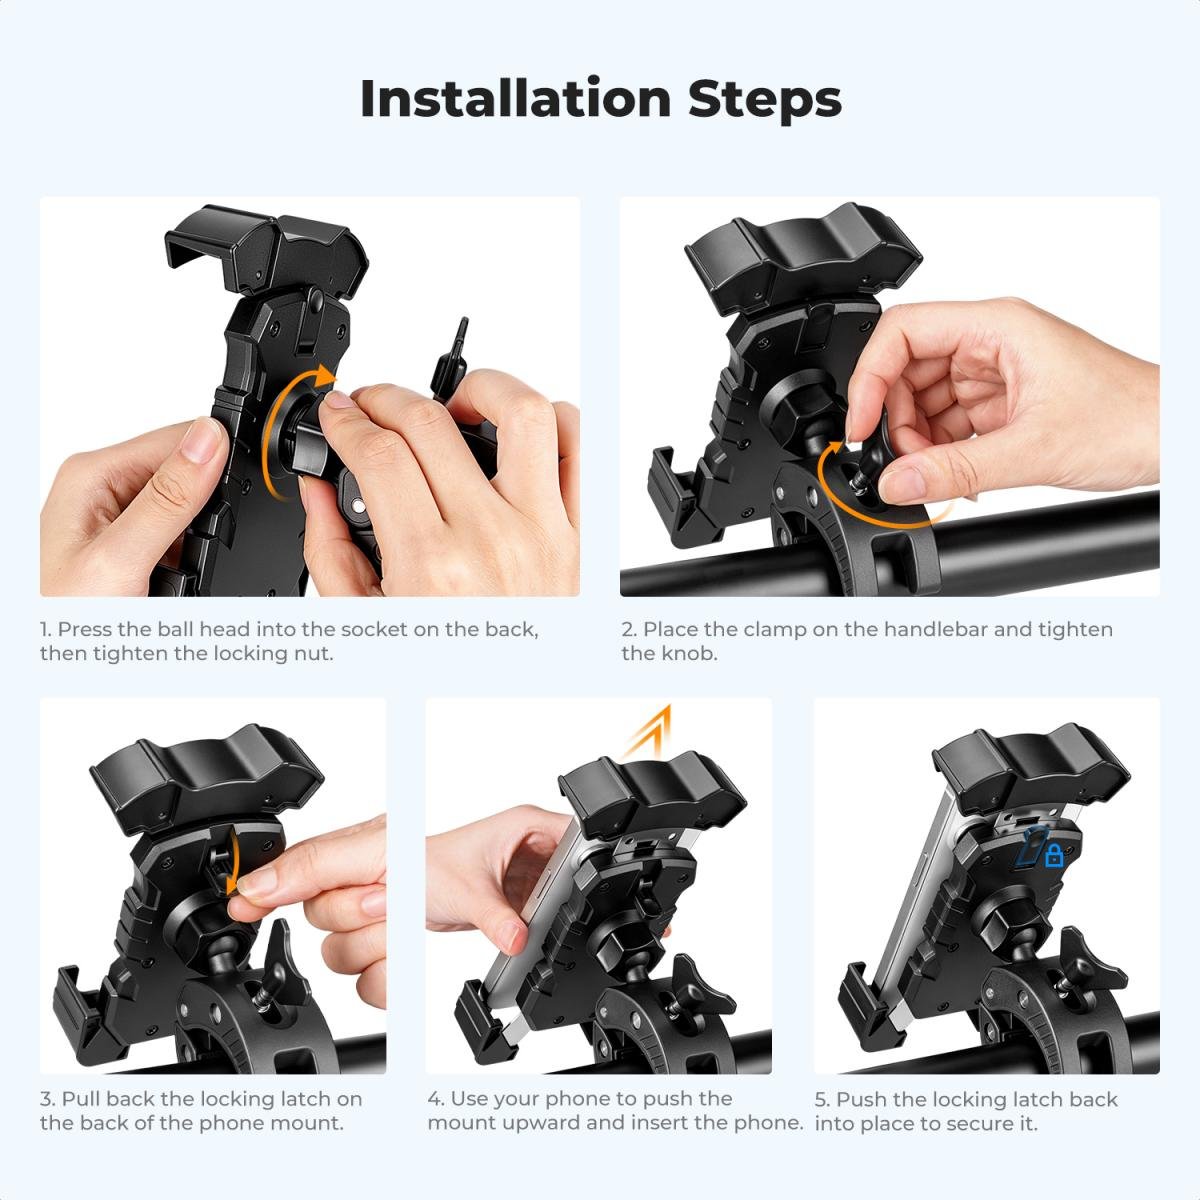 Installation Steps
1. Press the ball head into the socket on the back,
then tighten the locking nut.
2. Place the clamp on the handlebar and tighten
the knob.
3. Pull back the locking latch on
the back of the phone mount.
4. Use your phone to push the
mount upward and insert the phone.
5. Push the locking latch back
into place to secure it.